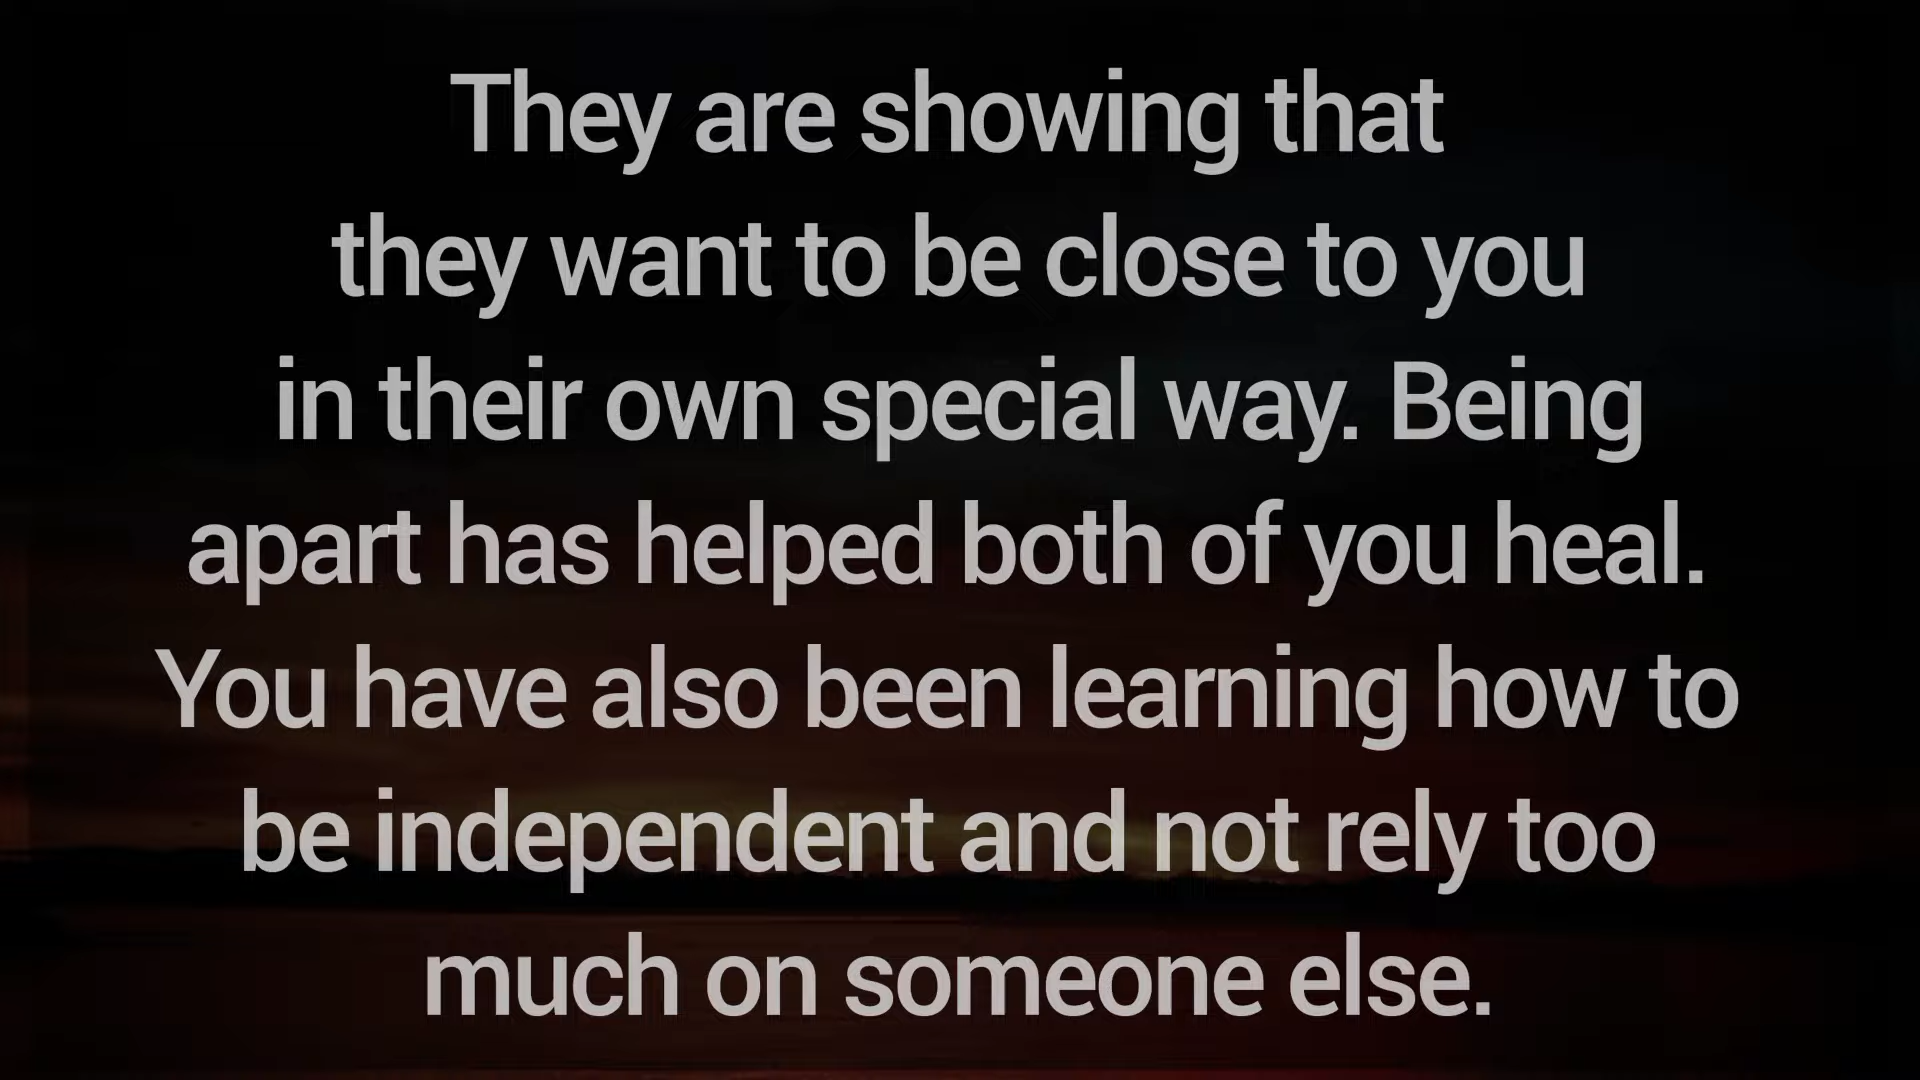 They are showing that
they want to be close to you
in their own special way. Being
apart has helped both of you heal.
You have also been learning how to
be independent and not rely too
much on someone else.